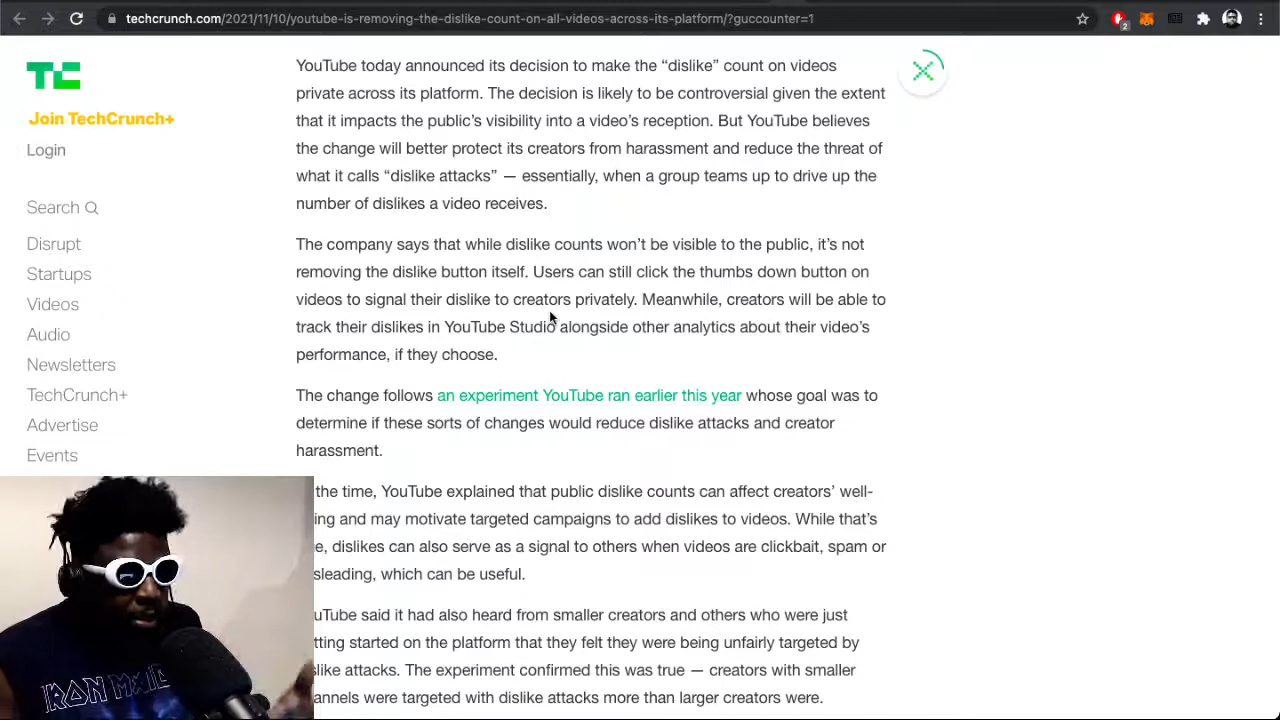 techcrunch.com/2021/11/10/youtube-is-removing-the-dislike-count-on-all-videos-across-its-platform/?guccounter=1
2
TC
Join TechCrunch+
Login
Search
Disrupt
Startups
Videos
Audio
Newsletters
TechCrunch+
Advertise
Events
YouTube today announced its decision to make the “dislike” count on videos
private across its platform. The decision is likely to be controversial given the extent
that it impacts the public’s visibility into a video’s reception. But YouTube believes
the change will better protect its creators from harassment and reduce the threat of
what it calls “dislike attacks” — essentially, when a group teams up to drive up the
number of dislikes a video receives.
The company says that while dislike counts won’t be visible to the public, it’s not
removing the dislike button itself. Users can still click the thumbs down button on
videos to signal their dislike to creators privately. Meanwhile, creators will be able to
track their dislikes in YouTube Studio alongside other analytics about their video’s
performance, if they choose.
The change follows an experiment YouTube ran earlier this year whose goal was to
determine if these sorts of changes would reduce dislike attacks and creator
harassment.
the time, YouTube explained that public dislike counts can affect creators’ well-
ing and may motivate targeted campaigns to add dislikes to videos. While that’s
e, dislikes can also serve as a signal to others when videos are clickbait, spam or
sleading, which can be useful.
uTube said it had also heard from smaller creators and others who were just
tting started on the platform that they felt they were being unfairly targeted by
slike attacks. The experiment confirmed this was true — creators with smaller
annels were targeted with dislike attacks more than larger creators were.
IRON MAID